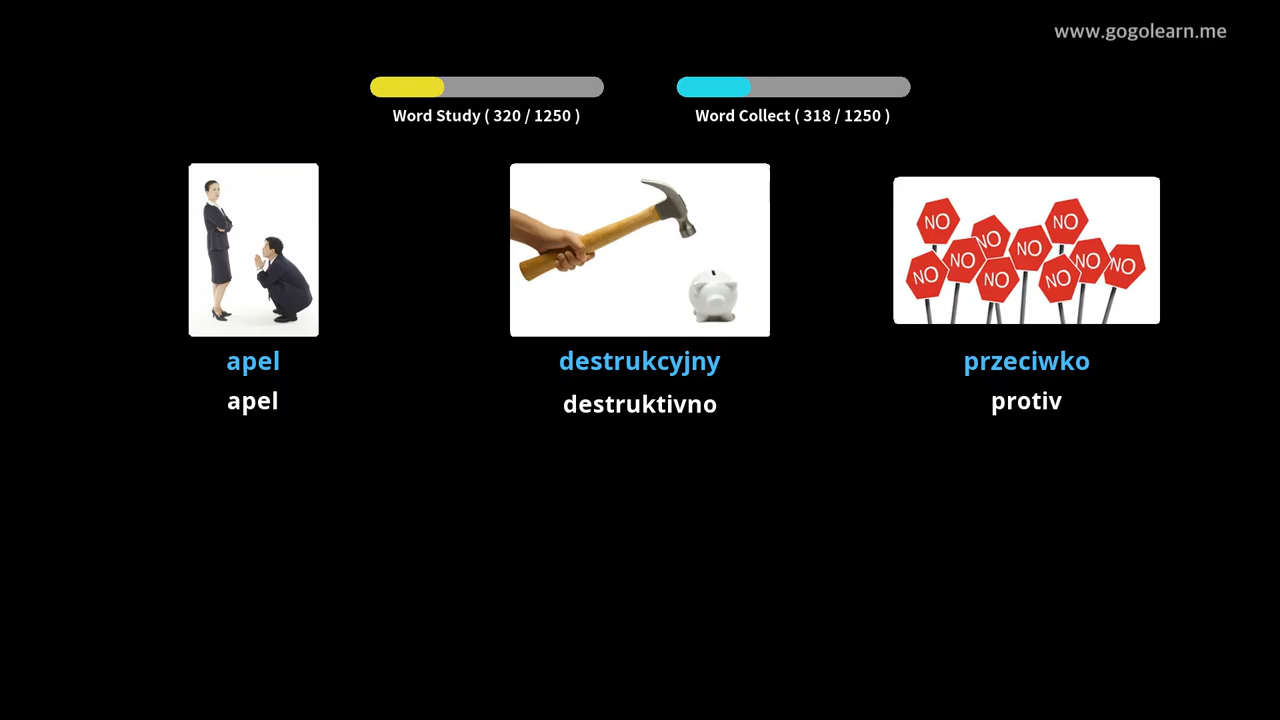 www.gogolearn.me
Word Study ( 320 / 1250 )
Word Collect ( 318 / 1250 )
NO
NO
NO
NO
NO
NO
NO
NO
NO
NO
apel
destrukcyjny
przeciwko
apel
destruktivno
protiv